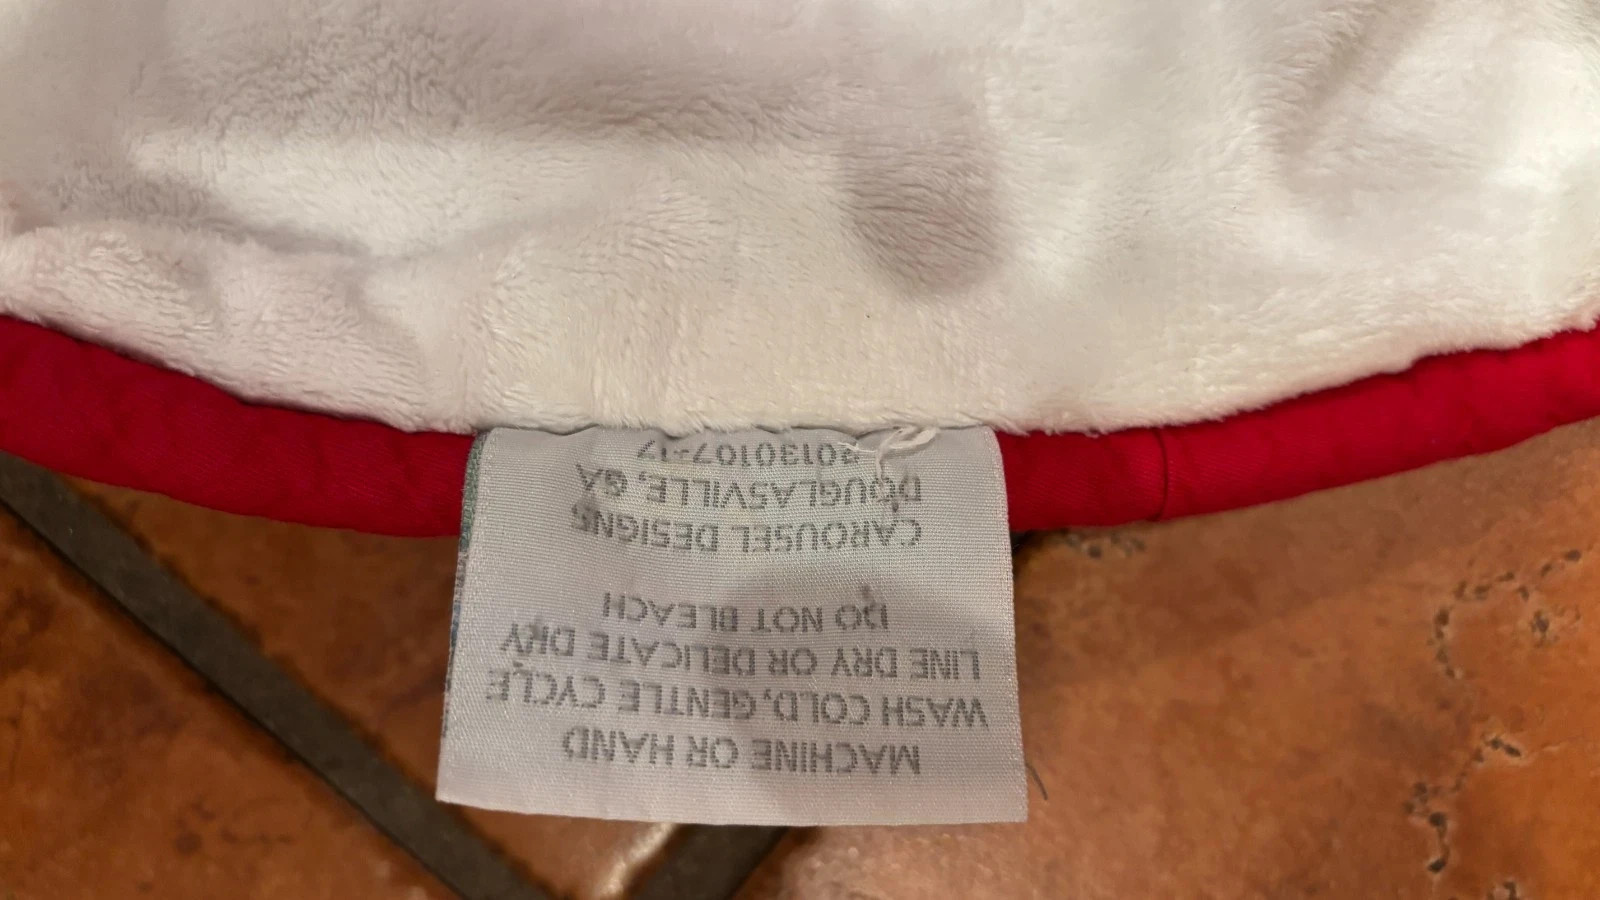 MACHINE OR HAND
WASH COLD, GENTLE CYCLE
LINE DRY OR DELICATE DRY
DO NOT BLEACH
CAROUSEL DESIGNS
DOUGLASVILLE, GA
20130107-17